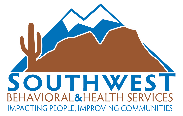 SOUTHWEST
BEHAVIORAL & HEALTH SERVICES
IMPACTING PEOPLE. IMPROVING COMMUNITIES